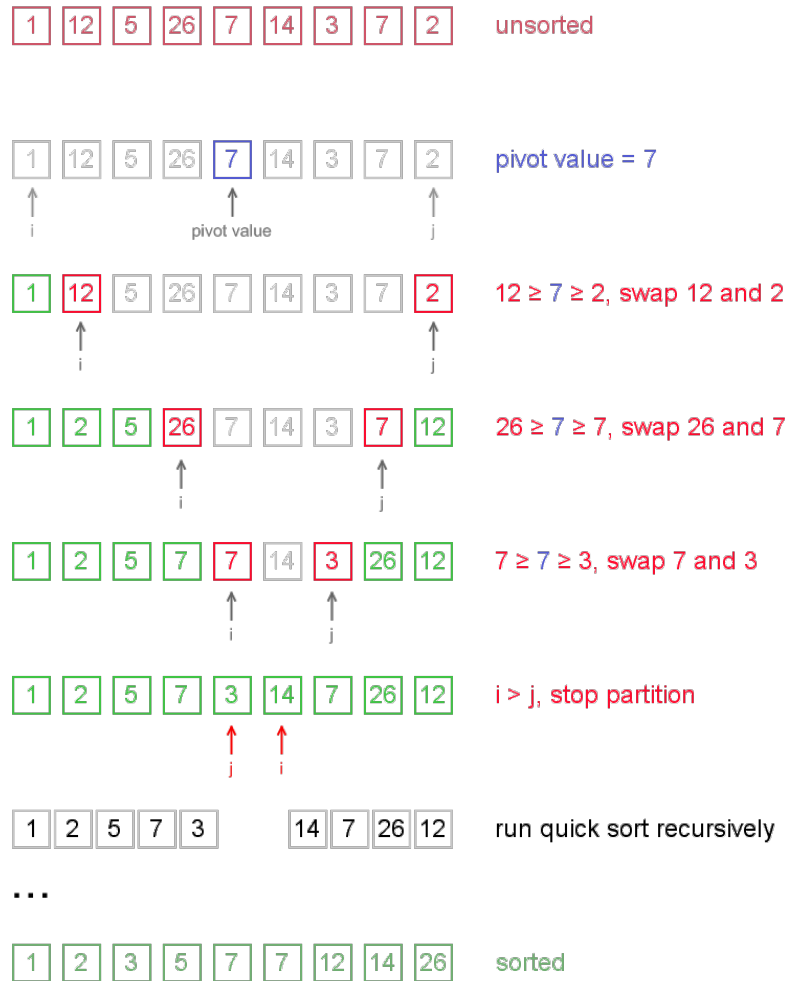 1 12 5 26 7 14 3 7 2 unsorted
1 12 5 26 7 14 3 7 2 pivot value = 7
i pivot value j
1 12 5 26 7 14 3 7 2 12 ≥ 7 ≥ 2, swap 12 and 2
i j
1 2 5 26 7 14 3 7 12 26 ≥ 7 ≥ 7, swap 26 and 7
i j
1 2 5 7 7 14 3 26 12 7 ≥ 7 ≥ 3, swap 7 and 3
i j
1 2 5 7 3 14 7 26 12 i > j, stop partition
j i
1 2 5 7 3 14 7 26 12 run quick sort recursively
...
1 2 3 5 7 7 12 14 26 sorted